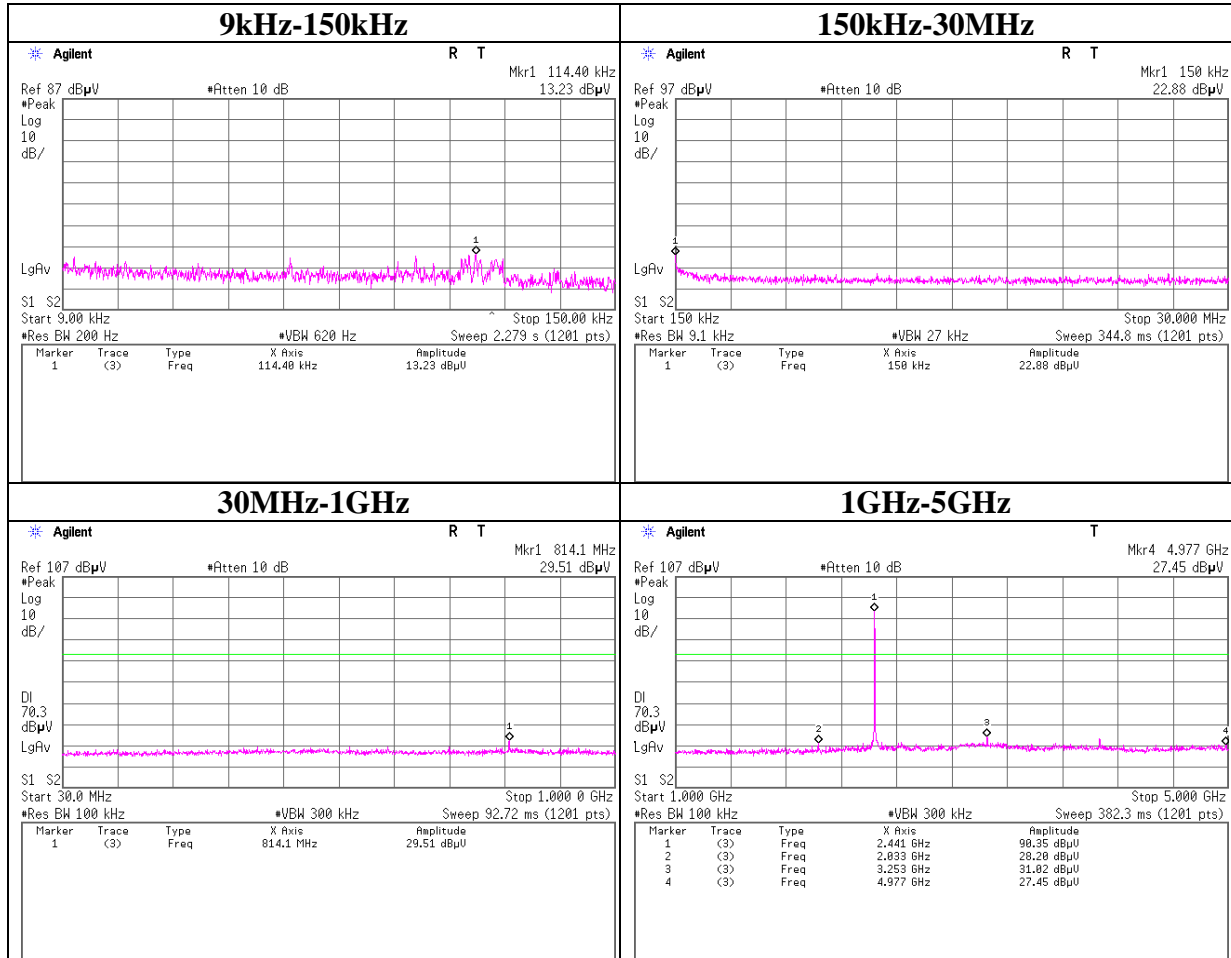 9kHz-150kHz
Agilent R T
Mkr1 114.40 kHz
Ref 87 dBµV #Atten 10 dB 13.23 dBµV
#Peak
Log
10
dB/
1
LgAv
S1 S2
Start 9.00 kHz ^ Stop 150.00 kHz
#Res BW 200 Hz #VBW 620 Hz Sweep 2.279 s (1201 pts)
Marker Trace Type X Axis Amplitude
1 (3) Freq 114.40 kHz 13.23 dBµV
150kHz-30MHz
Agilent R T
Mkr1 150 kHz
Ref 97 dBµV #Atten 10 dB 22.88 dBµV
#Peak
Log
10
dB/
1
LgAv
S1 S2
Start 150 kHz Stop 30.000 MHz
#Res BW 9.1 kHz #VBW 27 kHz Sweep 344.8 ms (1201 pts)
Marker Trace Type X Axis Amplitude
1 (3) Freq 150 kHz 22.88 dBµV
30MHz-1GHz
Agilent R T
Mkr1 814.1 MHz
Ref 107 dBµV #Atten 10 dB 29.51 dBµV
#Peak
Log
10
dB/
DI
70.3
dBµV
1
LgAv
S1 S2
Start 30.0 MHz Stop 1.000 0 GHz
#Res BW 100 kHz #VBW 300 kHz Sweep 92.72 ms (1201 pts)
Marker Trace Type X Axis Amplitude
1 (3) Freq 814.1 MHz 29.51 dBµV
1GHz-5GHz
Agilent T
Mkr4 4.977 GHz
Ref 107 dBµV #Atten 10 dB 27.45 dBµV
#Peak
1
Log
10
dB/
DI
70.3
dBµV
2 3 4
LgAv
S1 S2
Start 1.000 GHz Stop 5.000 GHz
#Res BW 100 kHz #VBW 300 kHz Sweep 382.3 ms (1201 pts)
Marker Trace Type X Axis Amplitude
1 (3) Freq 2.441 GHz 90.35 dBµV
2 (3) Freq 2.033 GHz 28.20 dBµV
3 (3) Freq 3.253 GHz 31.02 dBµV
4 (3) Freq 4.977 GHz 27.45 dBµV